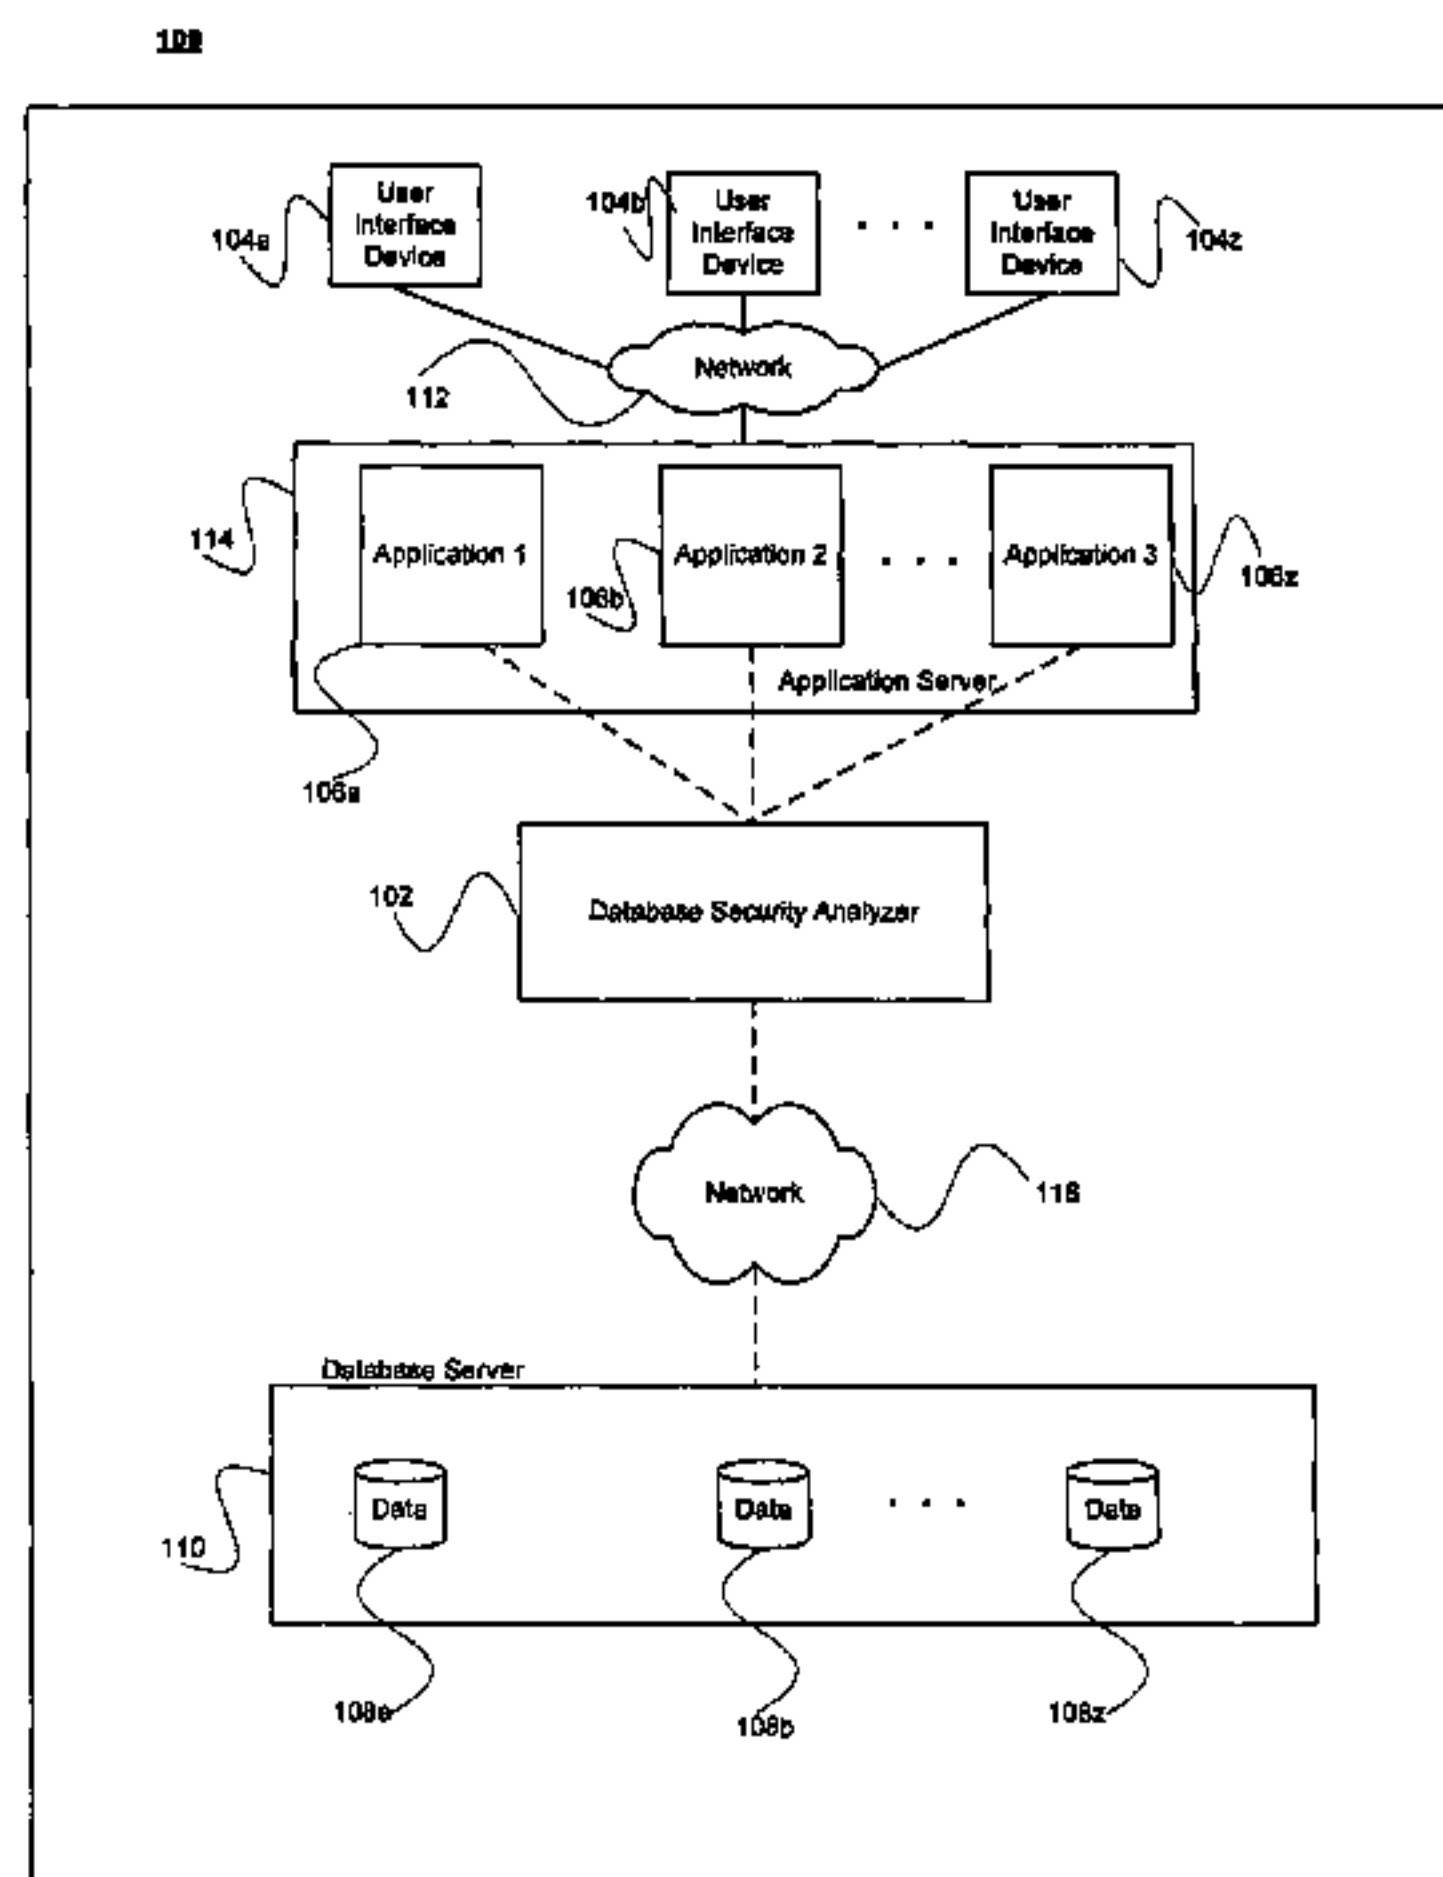 100
User
Interface
Device
104a
104b
User
Interface
Device
. . .
User
Interface
Device
104z
Network
112
114
Application 1
106b
Application 2
. . .
Application 3
106z
Application Server
106a
102
Database Security Analyzer
Network
116
Database Server
110
Data
Data
. . .
Data
108a
108b
108z